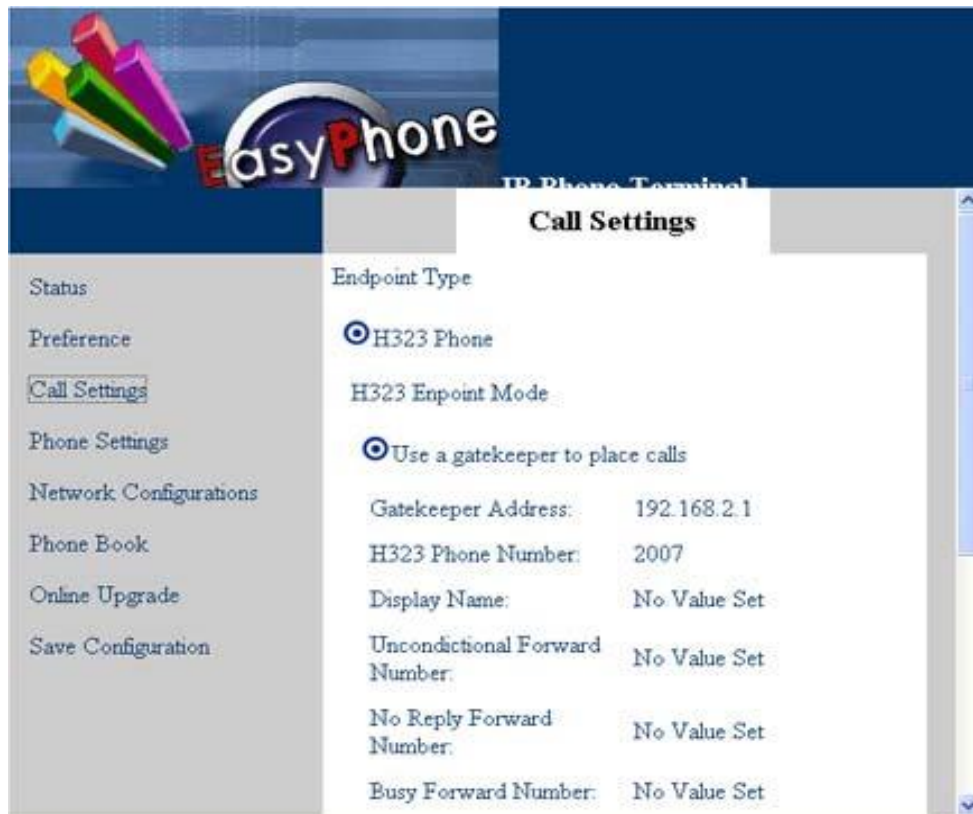 EasyPhone
IP Phone Terminal
Call Settings
Status
Preference
Call Settings
Phone Settings
Network Configurations
Phone Book
Online Upgrade
Save Configuration
Endpoint Type
H323 Phone
H323 Enpoint Mode
Use a gatekeeper to place calls
Gatekeeper Address: 192.168.2.1
H323 Phone Number: 2007
Display Name: No Value Set
Uncondictional Forward
Number: No Value Set
No Reply Forward
Number: No Value Set
Busy Forward Number: No Value Set